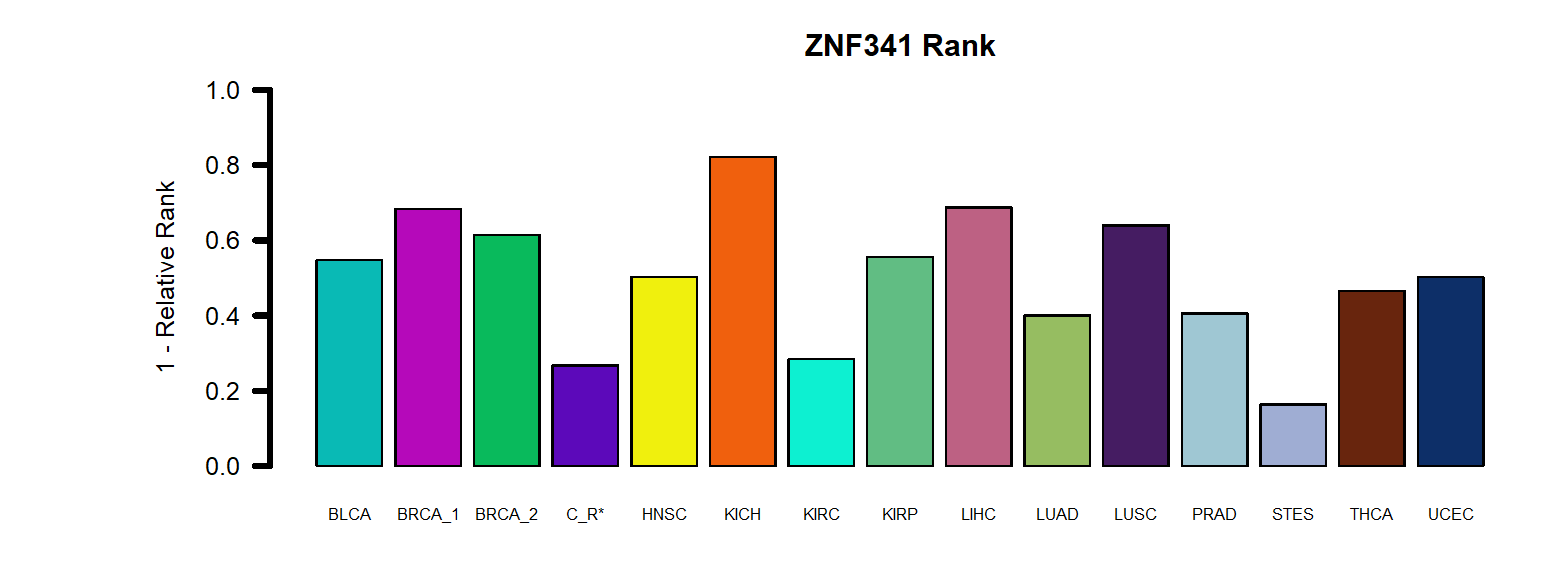 ZNF341 Rank
1 - Relative Rank
1.0
0.8
0.6
0.4
0.2
0.0
BLCA BRCA_1 BRCA_2 C_R* HNSC KICH KIRC KIRP LIHC LUAD LUSC PRAD STES THCA UCEC